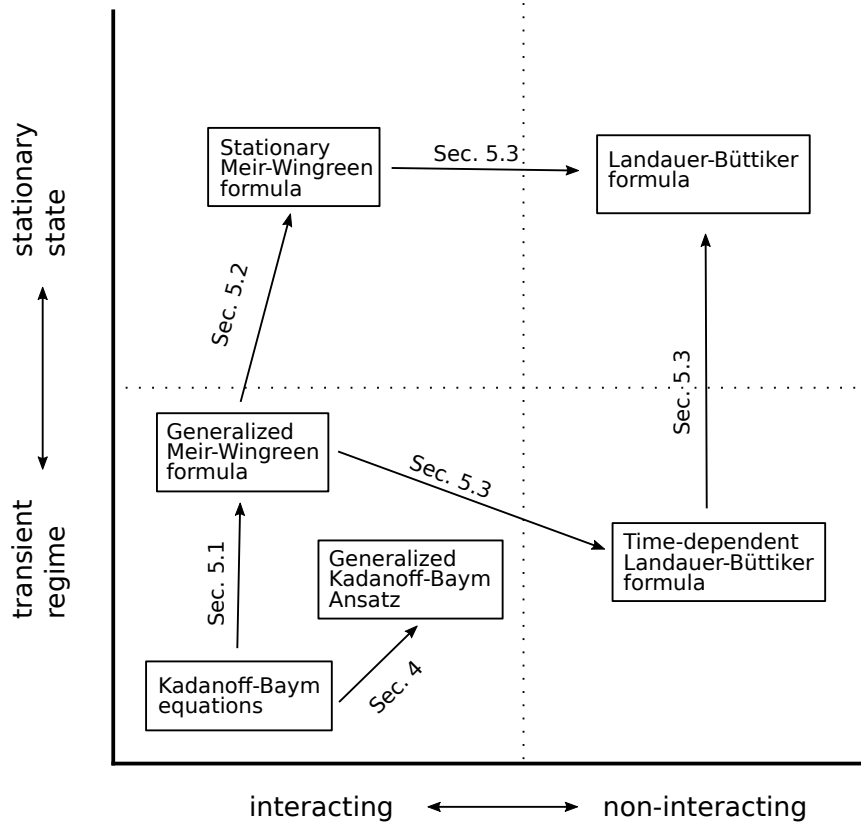 Stationary
Meir-Wingreen
formula
Sec. 5.3
Landauer-Büttiker
formula
stationary
state
Sec. 5.2
Sec. 5.3
Generalized
Meir-Wingreen
formula
Sec. 5.3
transient
regime
Sec. 5.1
Generalized
Kadanoff-Baym
Ansatz
Time-dependent
Landauer-Büttiker
formula
Kadanoff-Baym
equations
Sec. 4
interacting
non-interacting